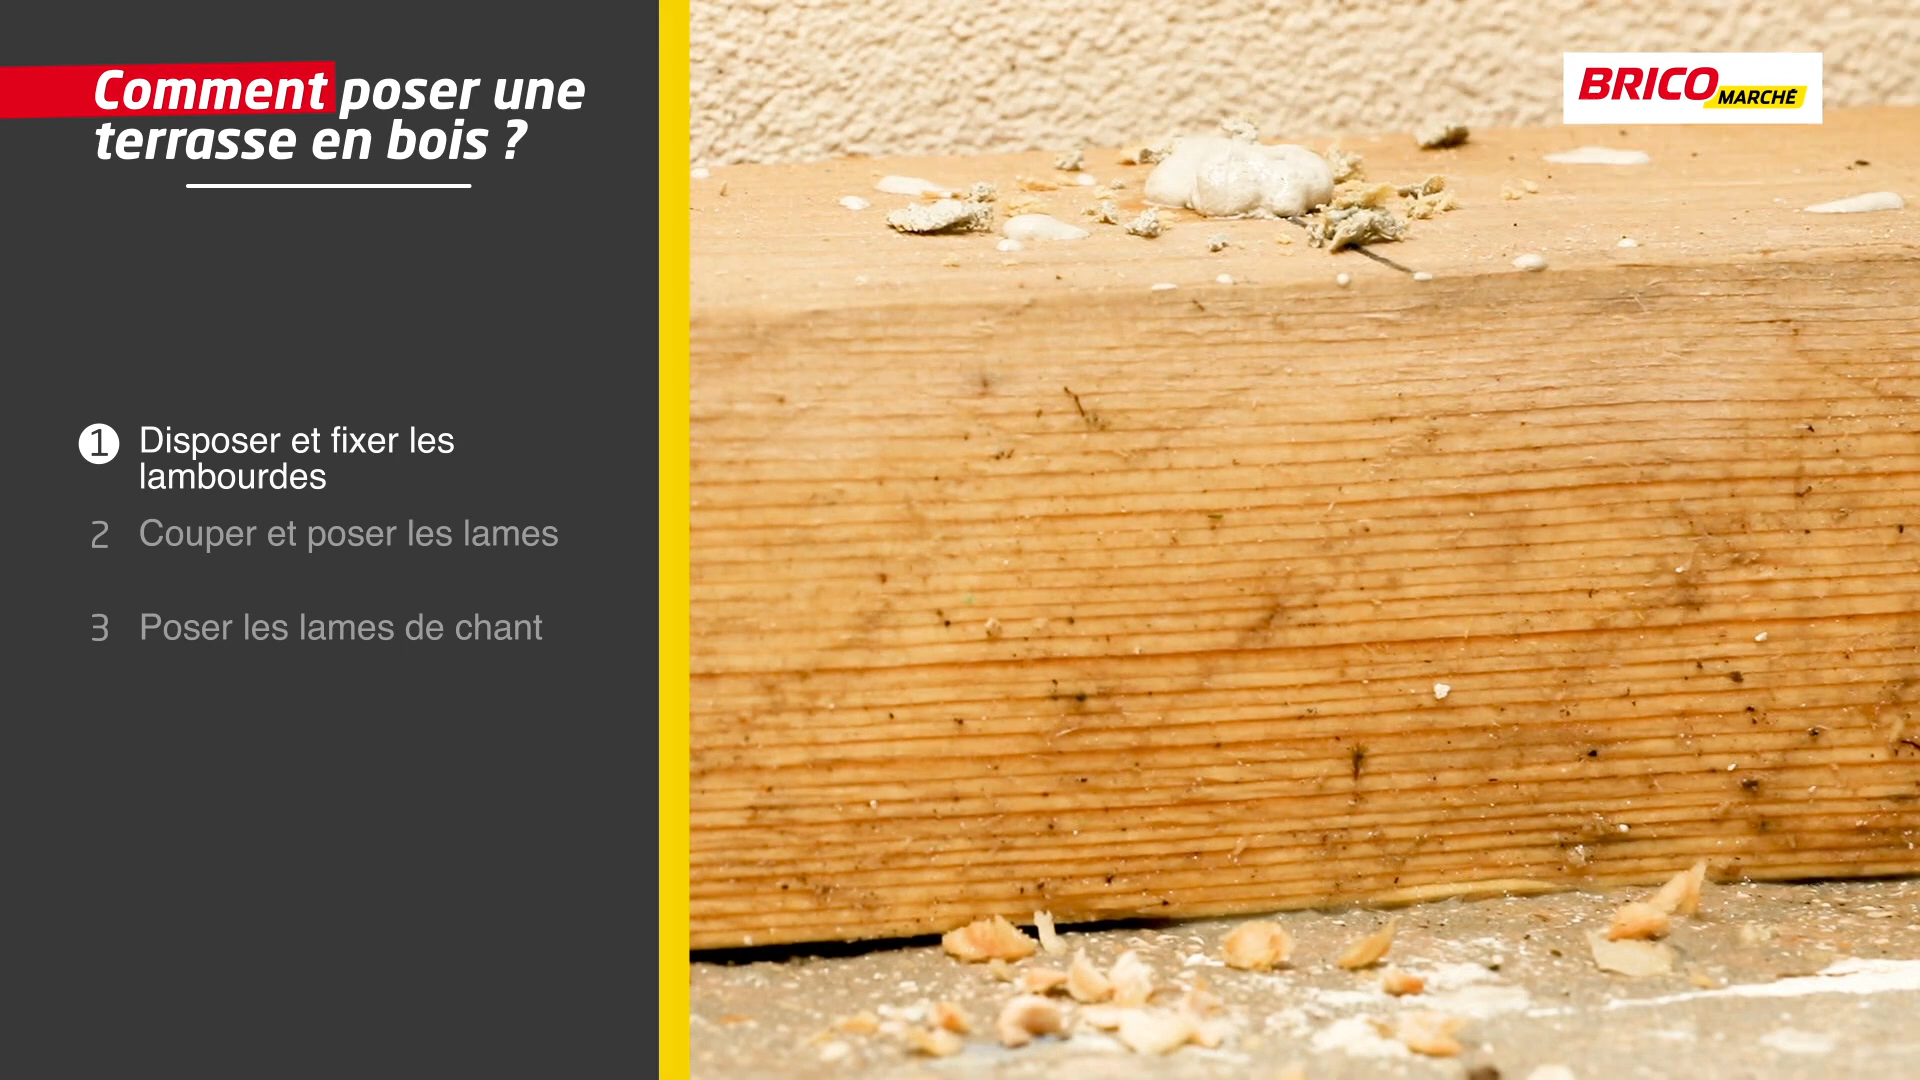 Comment poser une
terrasse en bois ?
BRICO
MARCHÉ
1 Disposer et fixer les
lambourdes
2 Couper et poser les lames
3 Poser les lames de chant